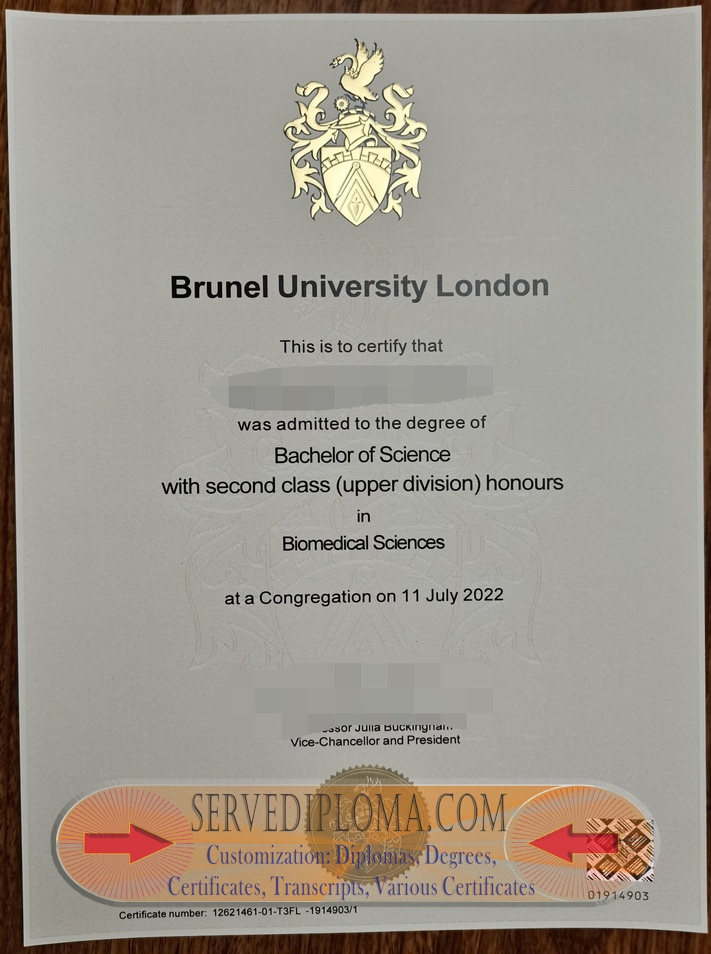 Brunel University London
This is to certify that
was admitted to the degree of
Bachelor of Science
with second class (upper division) honours
in
Biomedical Sciences
at a Congregation on 11 July 2022
Julia Buckingham
Vice-Chancellor and President
SERVEDIPLOMA.COM
Customization: Diplomas, Degrees,
Certificates, Transcripts, Various Certificates
01914903
Certificate number: 12621461-01-T3FL -1914903/1